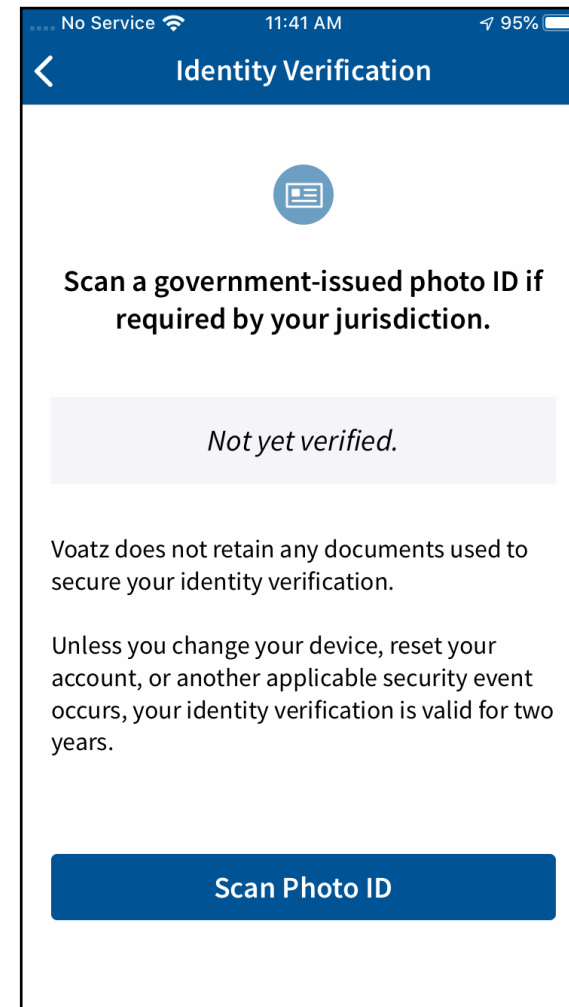 No Service 11:41 AM 95%
Identity Verification
Scan a government-issued photo ID if
required by your jurisdiction.
Not yet verified.
Voatz does not retain any documents used to
secure your identity verification.
Unless you change your device, reset your
account, or another applicable security event
occurs, your identity verification is valid for two
years.
Scan Photo ID